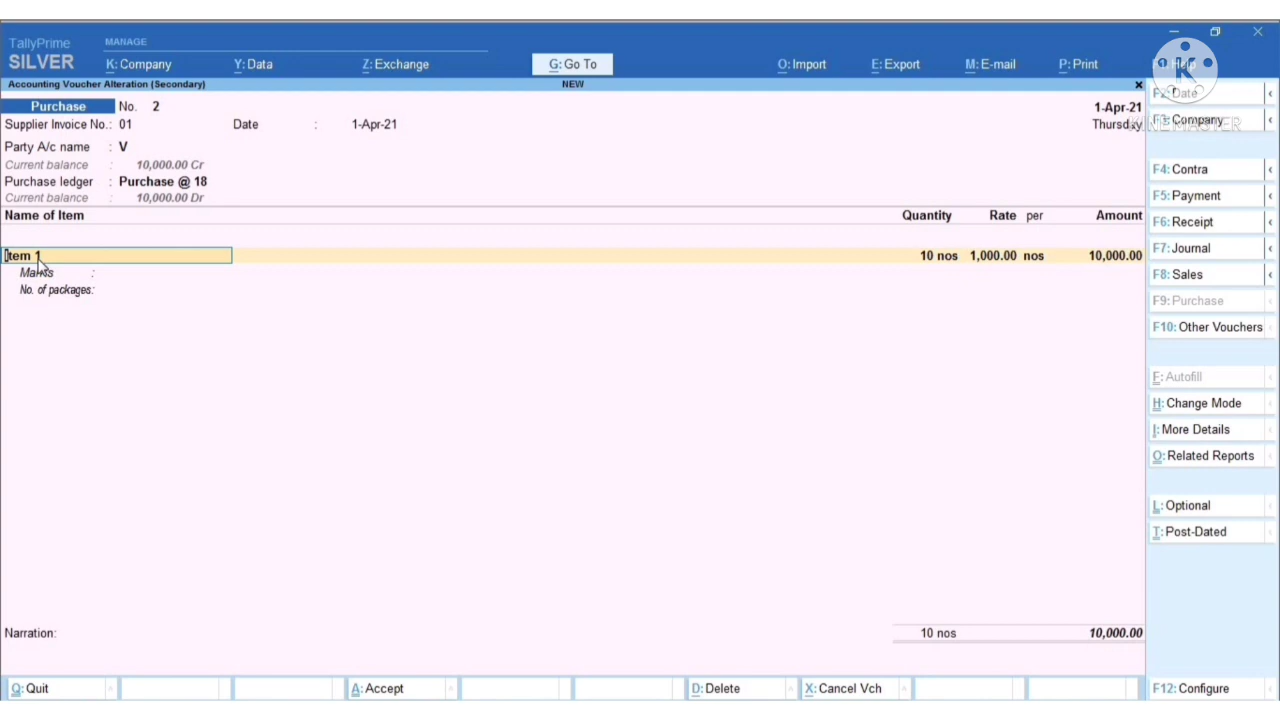 TallyPrime MANAGE
SILVER K: Company Y: Data Z: Exchange G: Go To O: Import E: Export M: E-mail P: Print F1: Help
Accounting Voucher Alteration (Secondary) NEW
Purchase No. 2 1-Apr-21
Supplier Invoice No.: 01 Date : 1-Apr-21 Thursday
Party A/c name : V
Current balance : 10,000.00 Cr
Purchase ledger : Purchase @ 18
Current balance : 10,000.00 Dr
Name of Item Quantity Rate per Amount
Item 1 10 nos 1,000.00 nos 10,000.00
Marks :
No. of packages:
Narration: 10 nos 10,000.00
Q: Quit A: Accept D: Delete X: Cancel Vch F12: Configure
F2: Date
F3: Company
KINEMASTER
F4: Contra
F5: Payment
F6: Receipt
F7: Journal
F8: Sales
F9: Purchase
F10: Other Vouchers
F: Autofill
H: Change Mode
I: More Details
O: Related Reports
L: Optional
T: Post-Dated